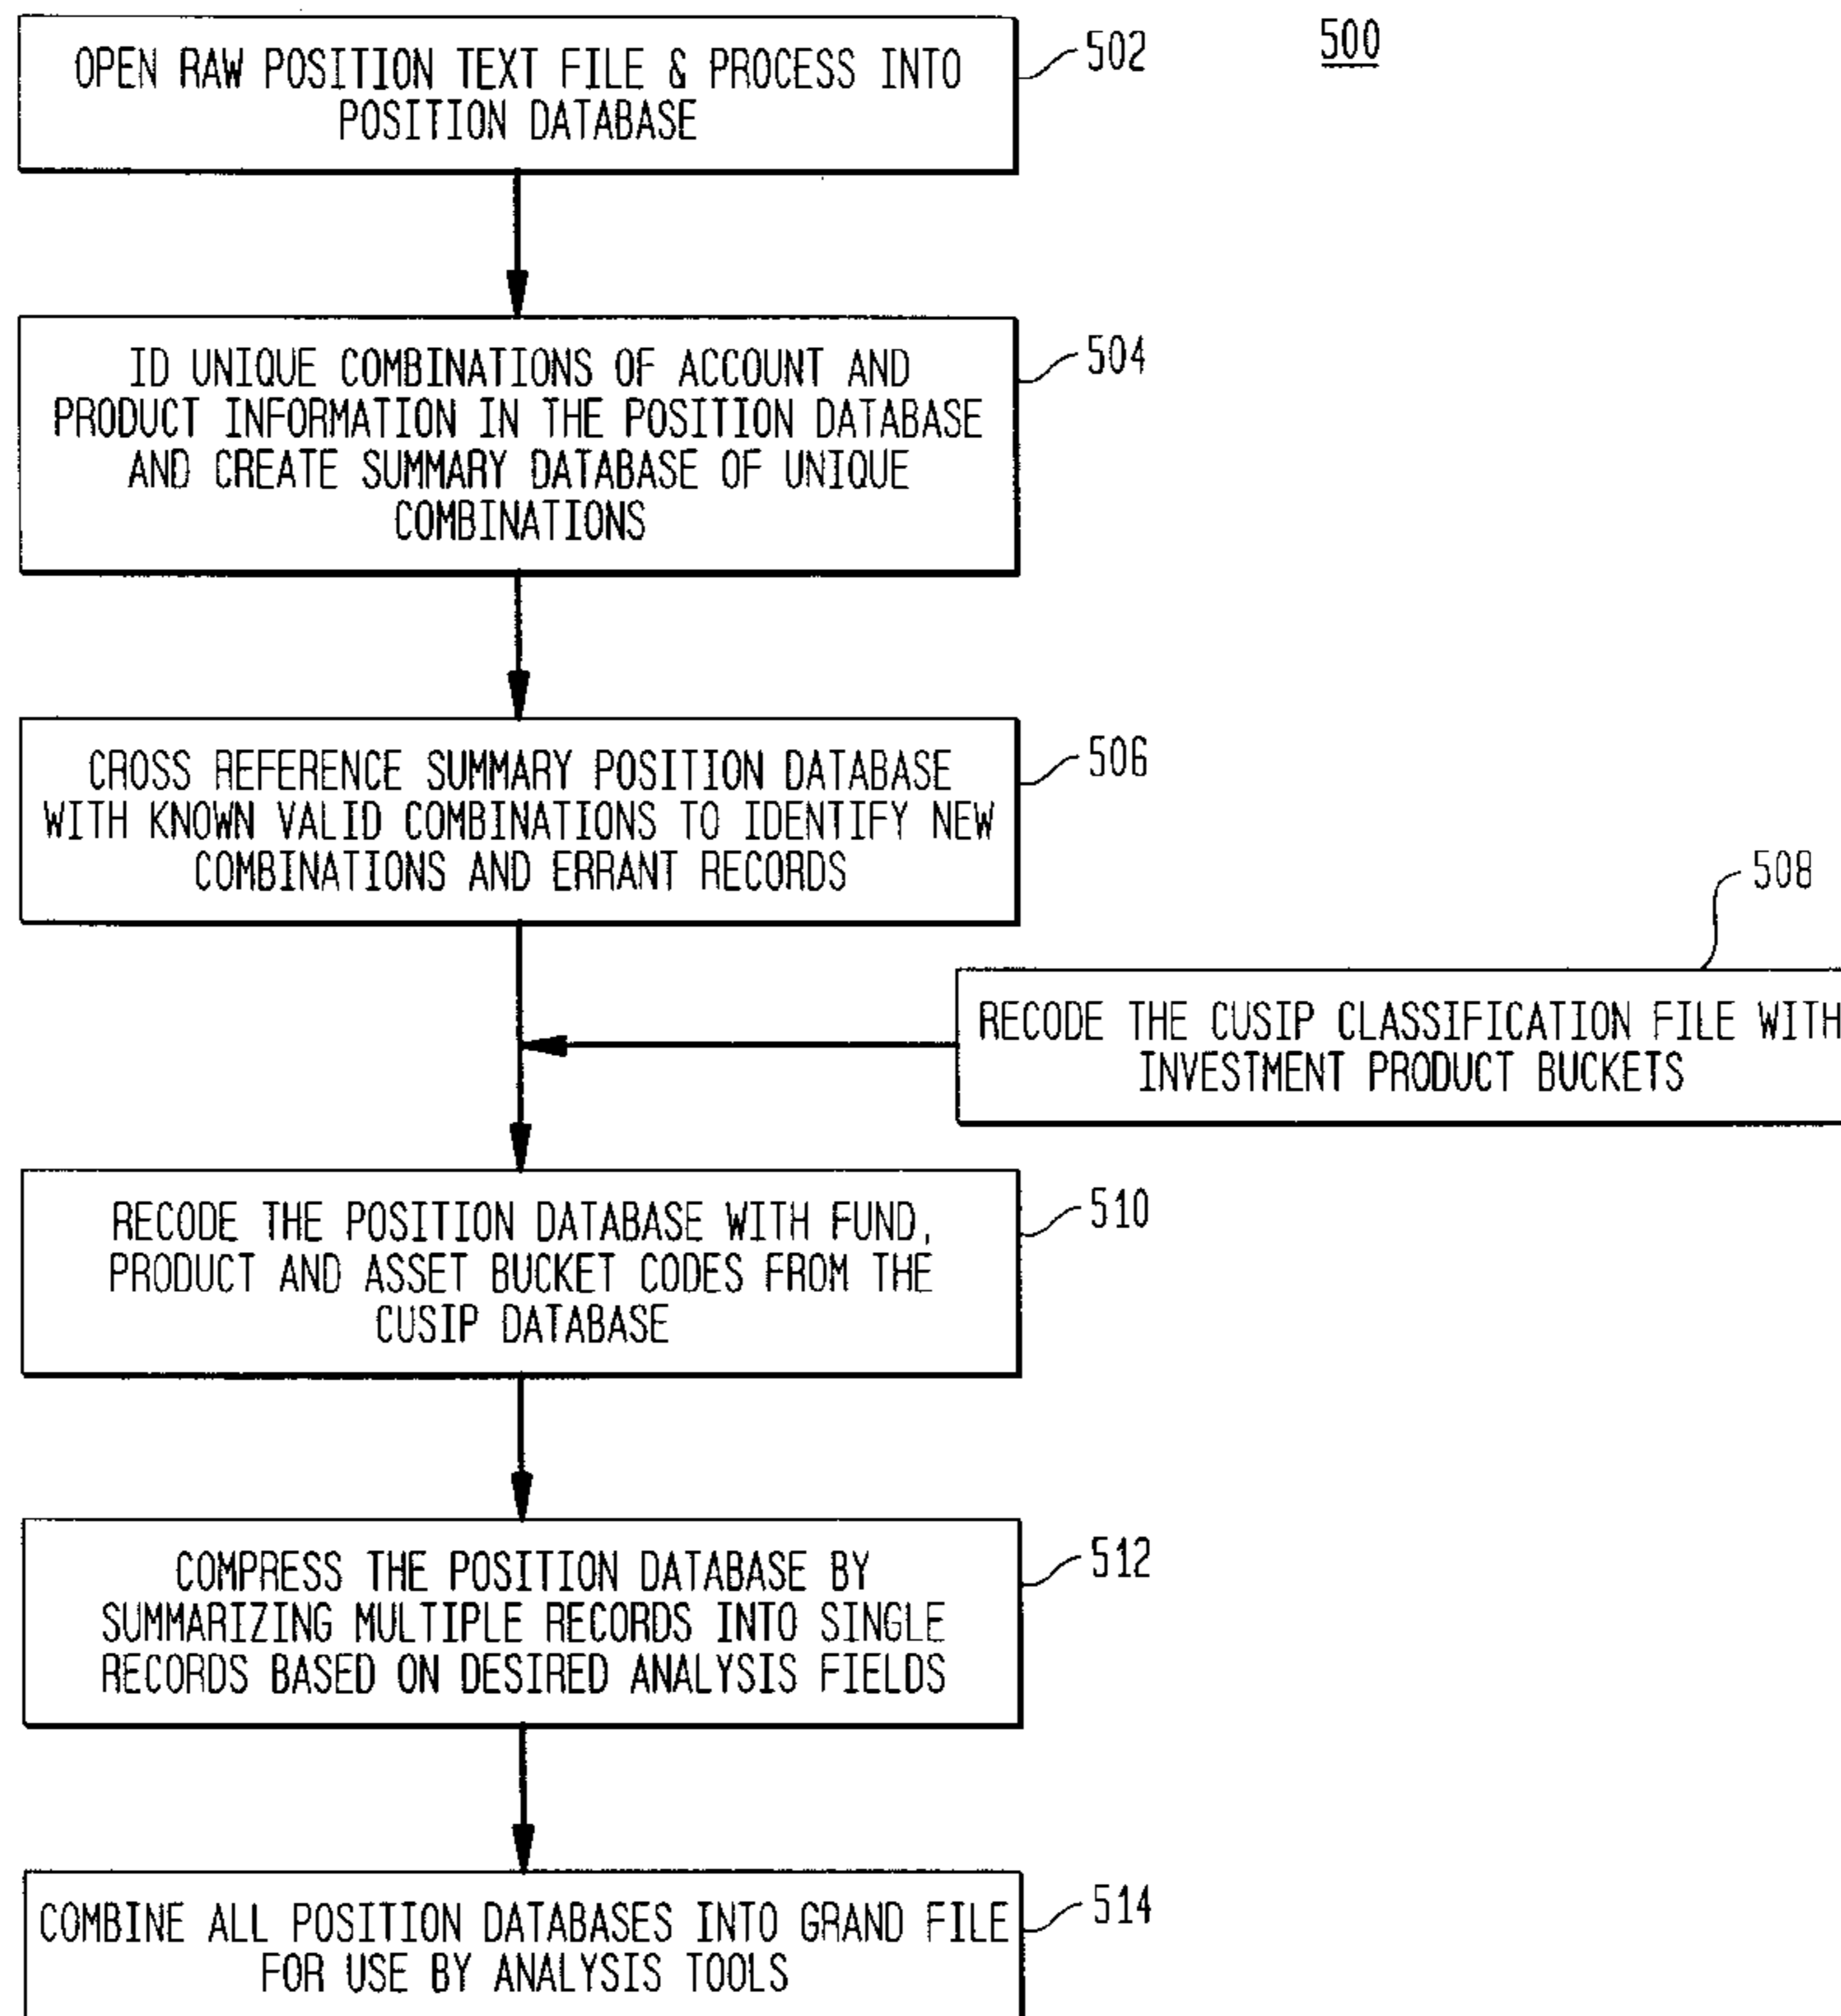 500
OPEN RAW POSITION TEXT FILE & PROCESS INTO
POSITION DATABASE
502
ID UNIQUE COMBINATIONS OF ACCOUNT AND
PRODUCT INFORMATION IN THE POSITION DATABASE
AND CREATE SUMMARY DATABASE OF UNIQUE
COMBINATIONS
504
CROSS REFERENCE SUMMARY POSITION DATABASE
WITH KNOWN VALID COMBINATIONS TO IDENTIFY NEW
COMBINATIONS AND ERRANT RECORDS
506
508
RECODE THE CUSIP CLASSIFICATION FILE WITH
INVESTMENT PRODUCT BUCKETS
RECODE THE POSITION DATABASE WITH FUND,
PRODUCT AND ASSET BUCKET CODES FROM THE
CUSIP DATABASE
510
COMPRESS THE POSITION DATABASE BY
SUMMARIZING MULTIPLE RECORDS INTO SINGLE
RECORDS BASED ON DESIRED ANALYSIS FIELDS
512
COMBINE ALL POSITION DATABASES INTO GRAND FILE
FOR USE BY ANALYSIS TOOLS
514